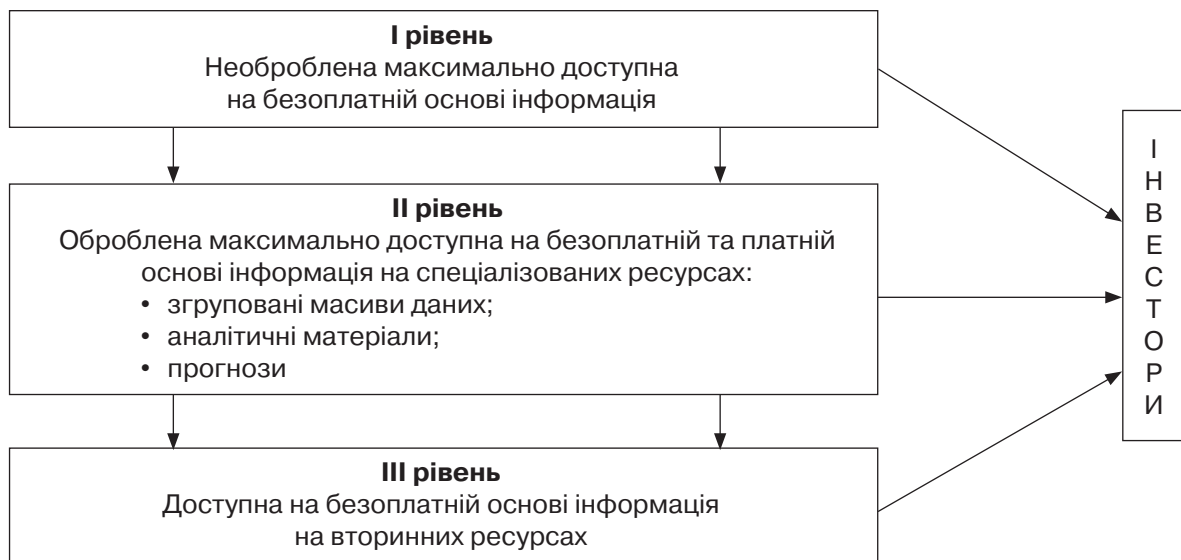 I рівень
Необроблена максимально доступна
на безоплатній основі інформація
II рівень
Оброблена максимально доступна на безоплатній та платній
основі інформація на спеціалізованих ресурсах:
• згруповані масиви даних;
• аналітичні матеріали;
• прогнози
III рівень
Доступна на безоплатній основі інформація
на вторинних ресурсах
І
Н
В
Е
С
Т
О
Р
И